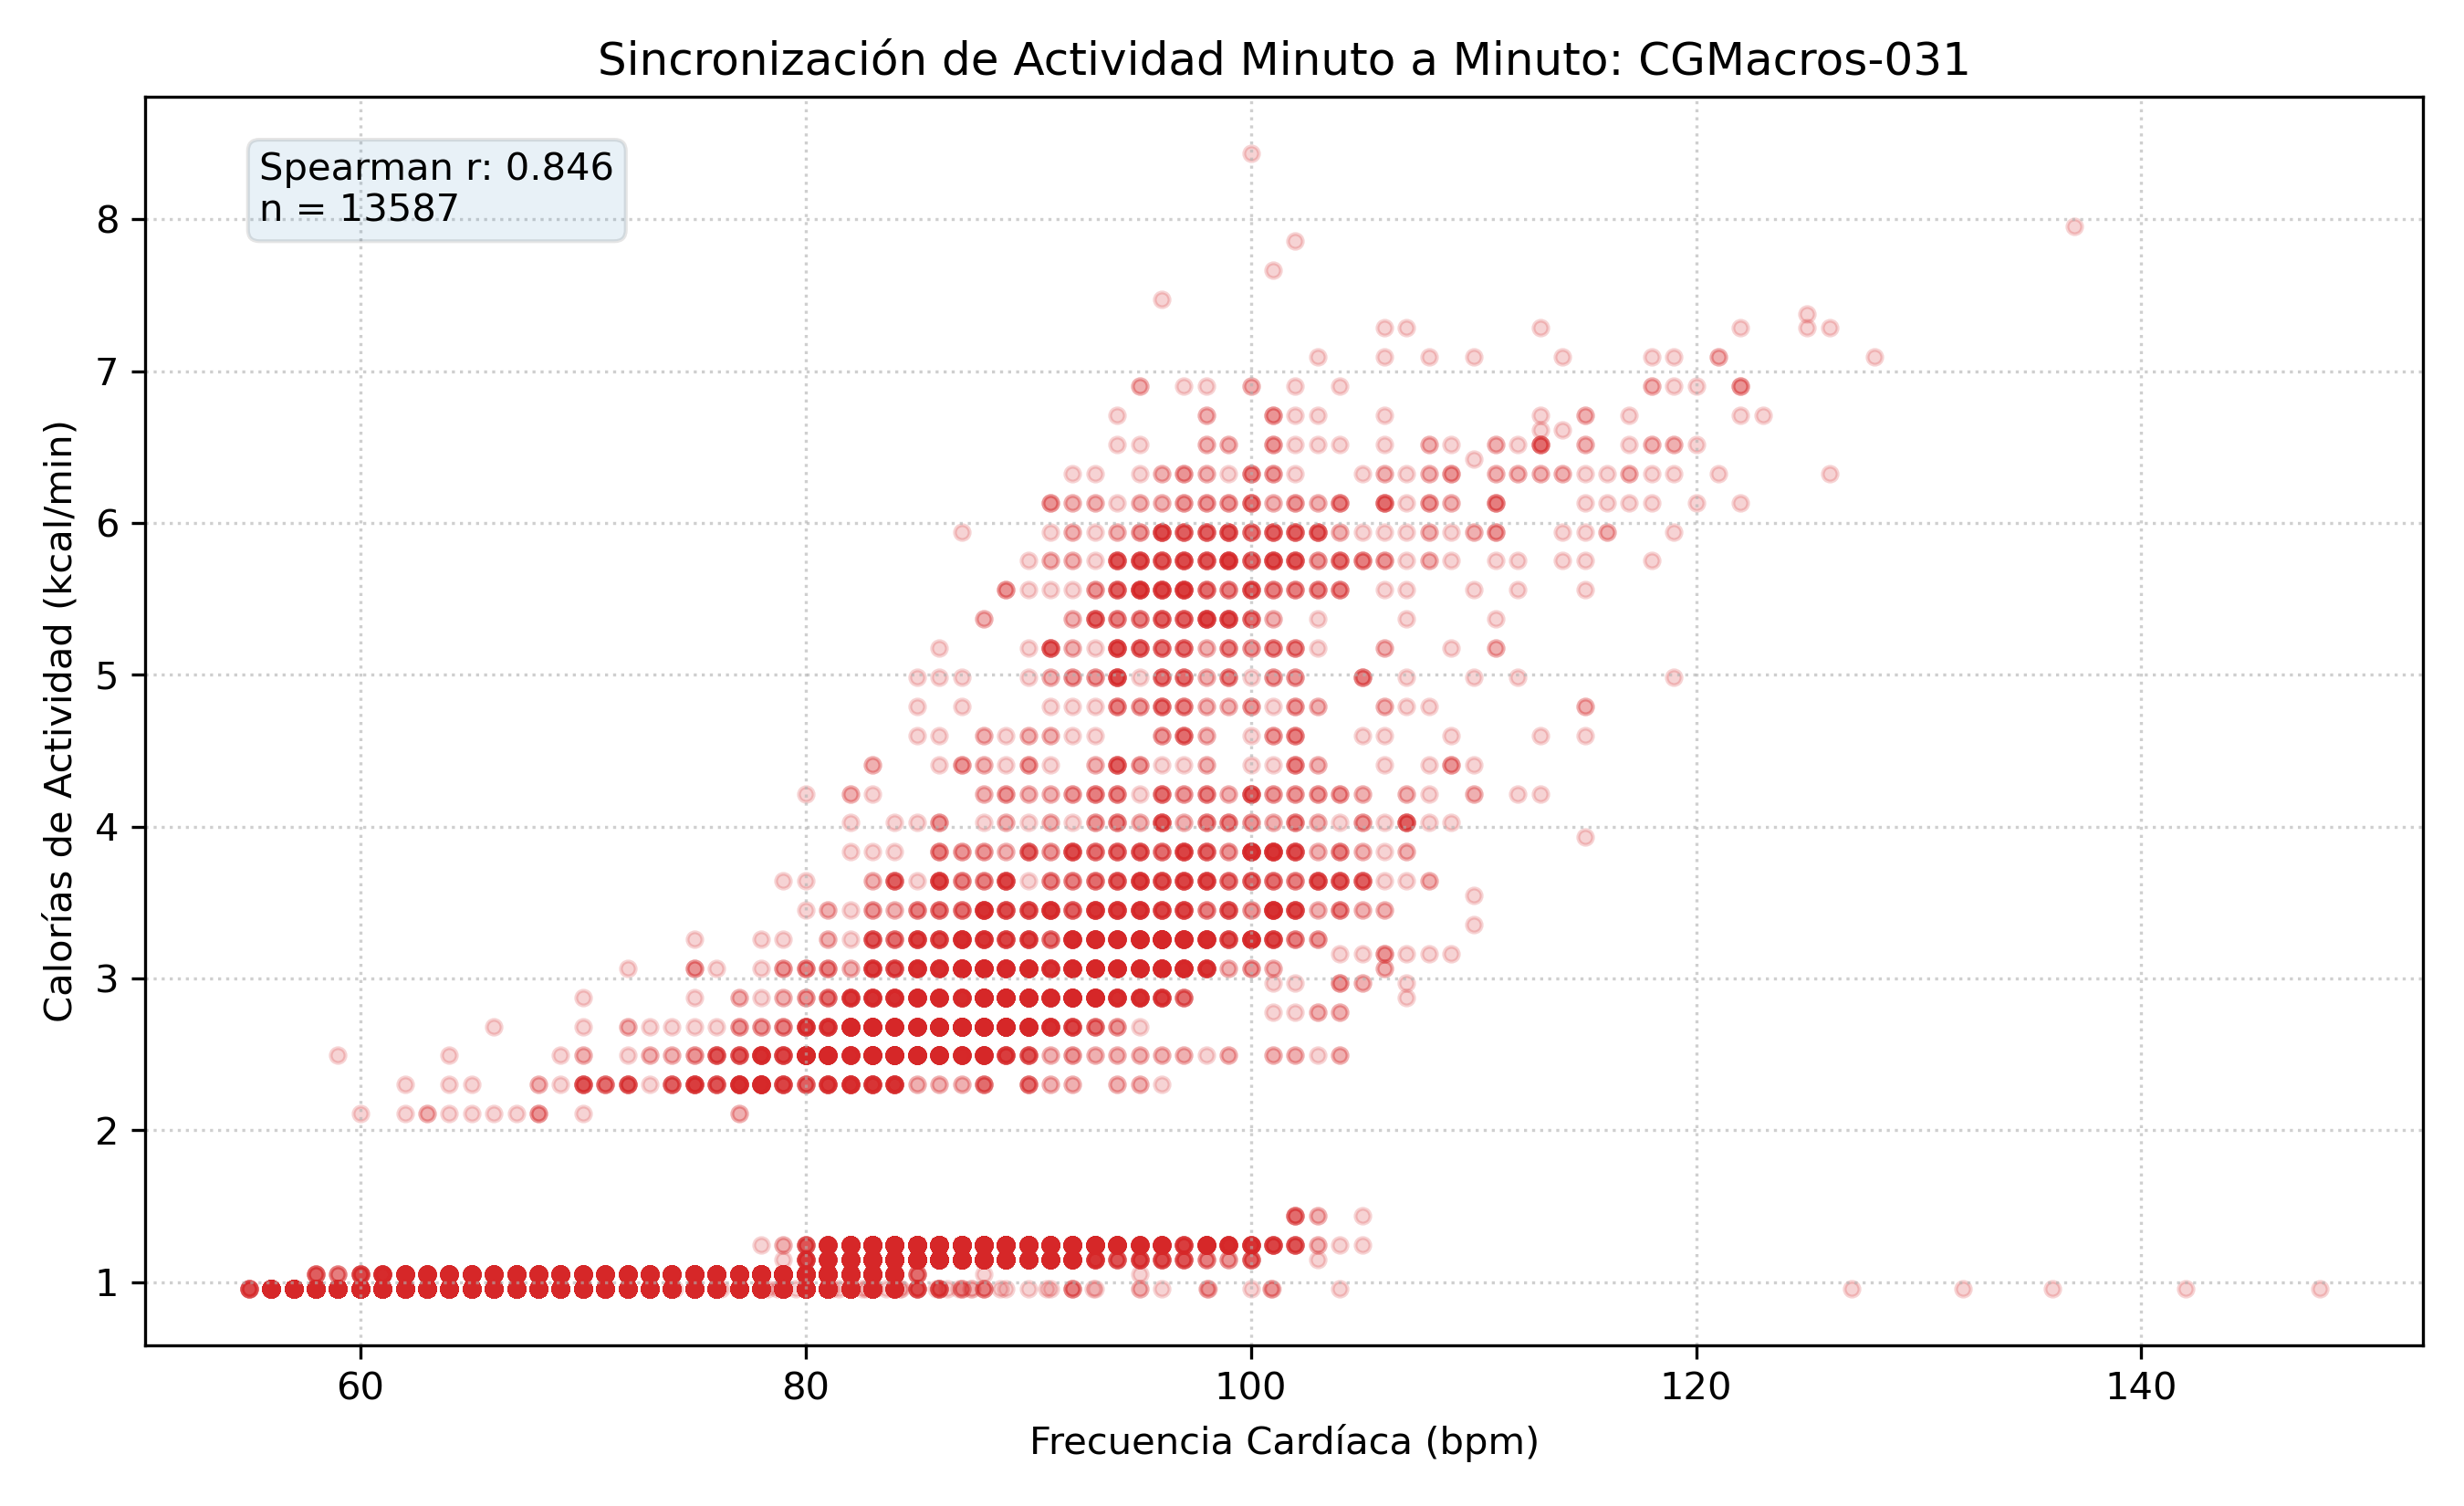 Sincronización de Actividad Minuto a Minuto: CGMacros-031
Spearman r: 0.846
n = 13587
Calorías de Actividad (kcal/min)
8
7
6
5
4
3
2
1
60
80
100
120
140
Frecuencia Cardíaca (bpm)